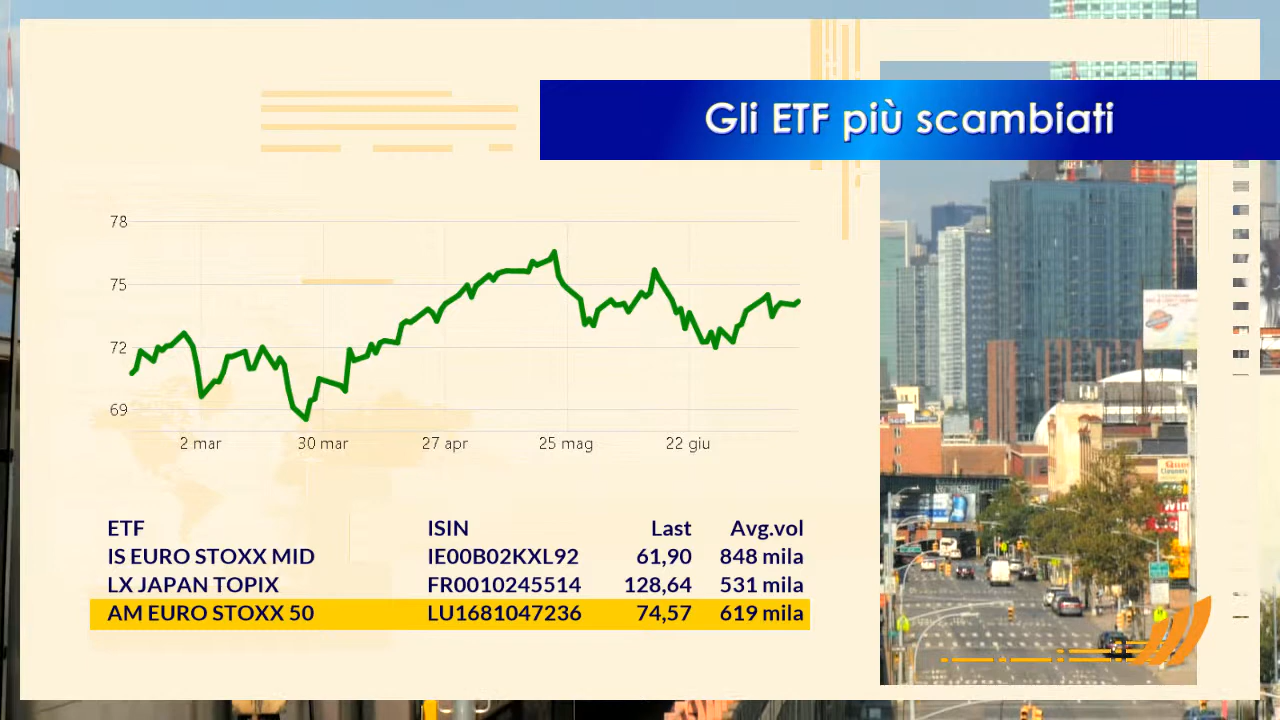 Gli ETF più scambiati
78
75
72
69
2 mar 30 mar 27 apr 25 mag 22 giu
ETF ISIN Last Avg.vol
IS EURO STOXX MID IE00B02KXL92 61,90 848 mila
LX JAPAN TOPIX FR0010245514 128,64 531 mila
AM EURO STOXX 50 LU1681047236 74,57 619 mila